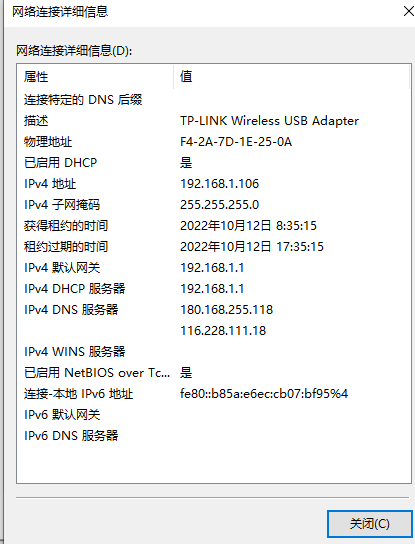 网络连接详细信息
网络连接详细信息(D):
属性 值
连接特定的 DNS 后缀
描述 TP-LINK Wireless USB Adapter
物理地址 F4-2A-7D-1E-25-0A
已启用 DHCP 是
IPv4 地址 192.168.1.106
IPv4 子网掩码 255.255.255.0
获得租约的时间 2022年10月12日 8:35:15
租约过期的时间 2022年10月12日 17:35:15
IPv4 默认网关 192.168.1.1
IPv4 DHCP 服务器 192.168.1.1
IPv4 DNS 服务器 180.168.255.118
116.228.111.18
IPv4 WINS 服务器
已启用 NetBIOS over Tc... 是
连接-本地 IPv6 地址 fe80::b85a:e6ec:cb07:bf95%4
IPv6 默认网关
IPv6 DNS 服务器
关闭(C)